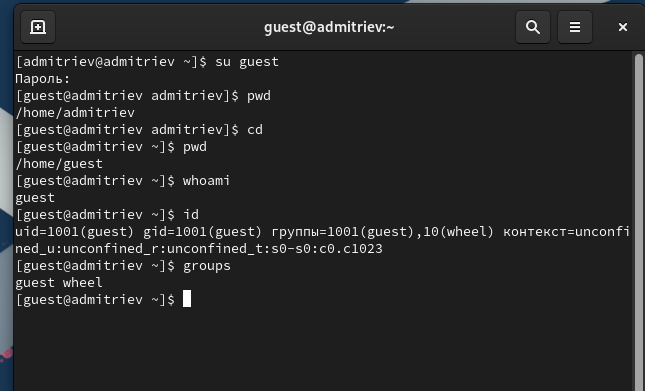 guest@admitriev:~
[admitriev@admitriev ~]$ su guest
Пароль:
[guest@admitriev admitriev]$ pwd
/home/admitriev
[guest@admitriev admitriev]$ cd
[guest@admitriev ~]$ pwd
/home/guest
[guest@admitriev ~]$ whoami
guest
[guest@admitriev ~]$ id
uid=1001(guest) gid=1001(guest) группы=1001(guest),10(wheel) контекст=unconfi
ned_u:unconfined_r:unconfined_t:s0-s0:c0.c1023
[guest@admitriev ~]$ groups
guest wheel
[guest@admitriev ~]$